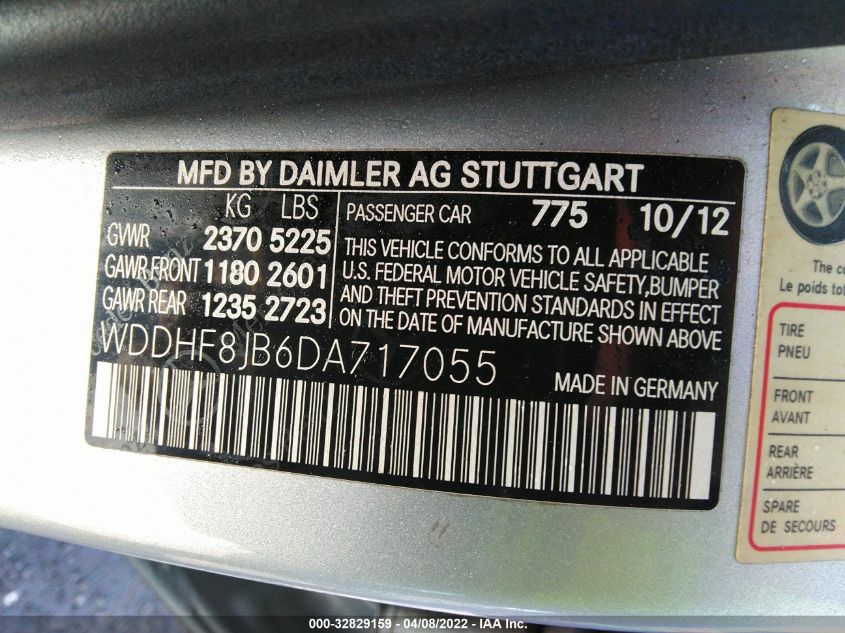 MFD BY DAIMLER AG STUTTGART
KG LBS
GVWR 2370 5225
GAWR FRONT 1180 2601
GAWR REAR 1235 2723
PASSENGER CAR 775 10/12
THIS VEHICLE CONFORMS TO ALL APPLICABLE
U.S. FEDERAL MOTOR VEHICLE SAFETY,BUMPER
AND THEFT PREVENTION STANDARDS IN EFFECT
ON THE DATE OF MANUFACTURE SHOWN ABOVE
WDDHF8JB6DA717055
MADE IN GERMANY
The co
Le poids tot
TIRE
PNEU
FRONT
AVANT
REAR
ARRIÈRE
SPARE
DE SECOURS
000-32829159 - 04/08/2022 - IAA Inc.